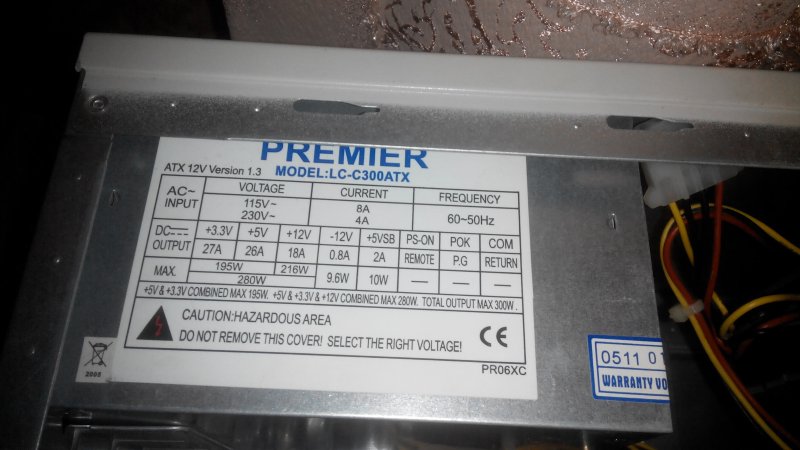 PREMIER
ATX 12V Version 1.3
MODEL:LC-C300ATX
AC~ INPUT VOLTAGE CURRENT FREQUENCY
115V~ 8A 60~50Hz
230V~ 4A
DC OUTPUT +3.3V +5V +12V -12V +5VSB PS-ON POK COM
27A 26A 18A 0.8A 2A REMOTE P.G RETURN
MAX. 195W 216W 9.6W 10W — — —
280W
+5V & +3.3V COMBINED MAX 195W. +5V & +3.3V & +12V COMBINED MAX 280W. TOTAL OUTPUT MAX 300W.
CAUTION:HAZARDOUS AREA
DO NOT REMOVE THIS COVER! SELECT THE RIGHT VOLTAGE!
CE
PR06XC
2005
0511 01
WARRANTY VO